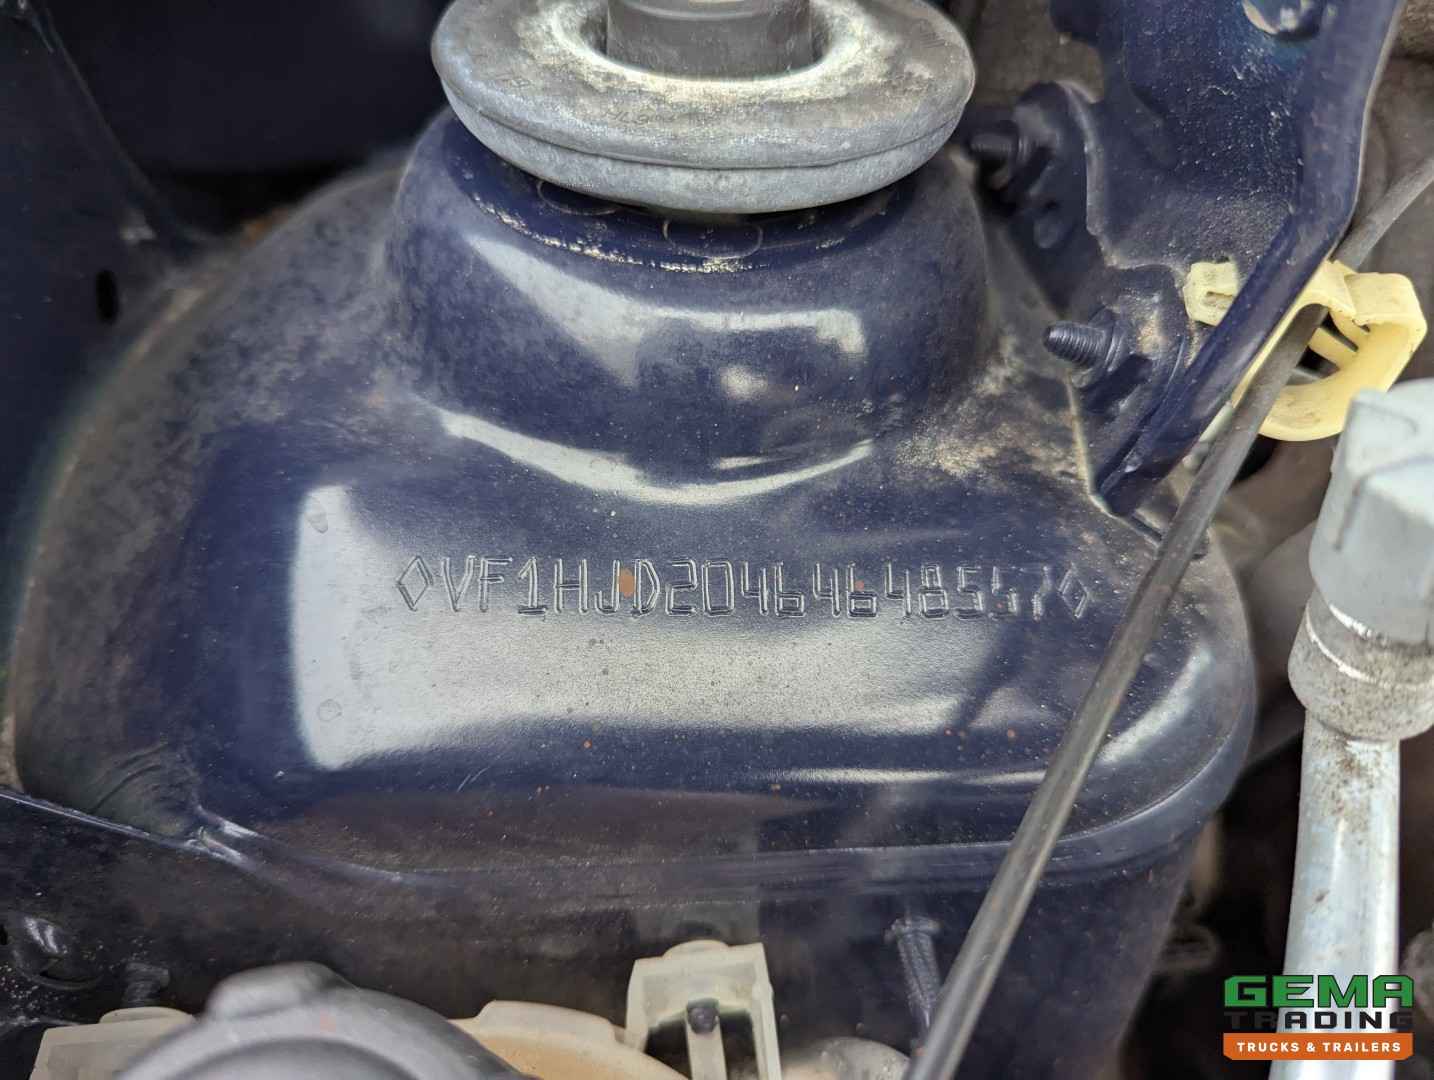 ◊VF1HJD20464648557◊
GEMA
TRADING
TRUCKS & TRAILERS